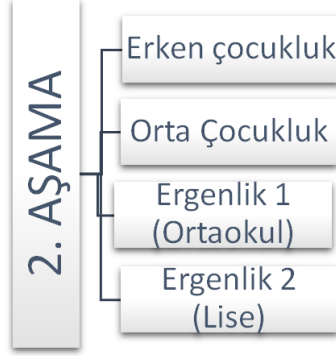 2. AŞAMA
Erken çocukluk
Orta Çocukluk
Ergenlik 1
(Ortaokul)
Ergenlik 2
(Lise)